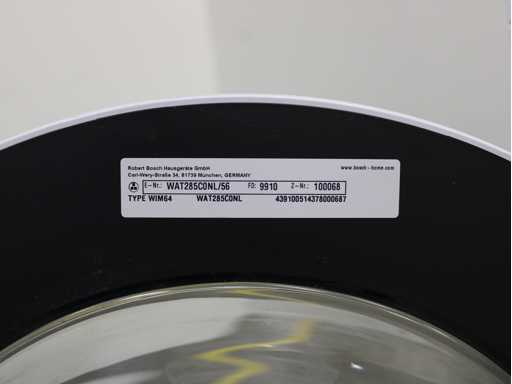 Robert Bosch Hausgeräte GmbH www.bosch-home.com
Carl-Wery-Straße 34, 81739 München, GERMANY
E-Nr.: WAT285C0NL/56 FD: 9910 Z-Nr.: 100068
TYPE WIM64 WAT285C0NL 439100514378000687